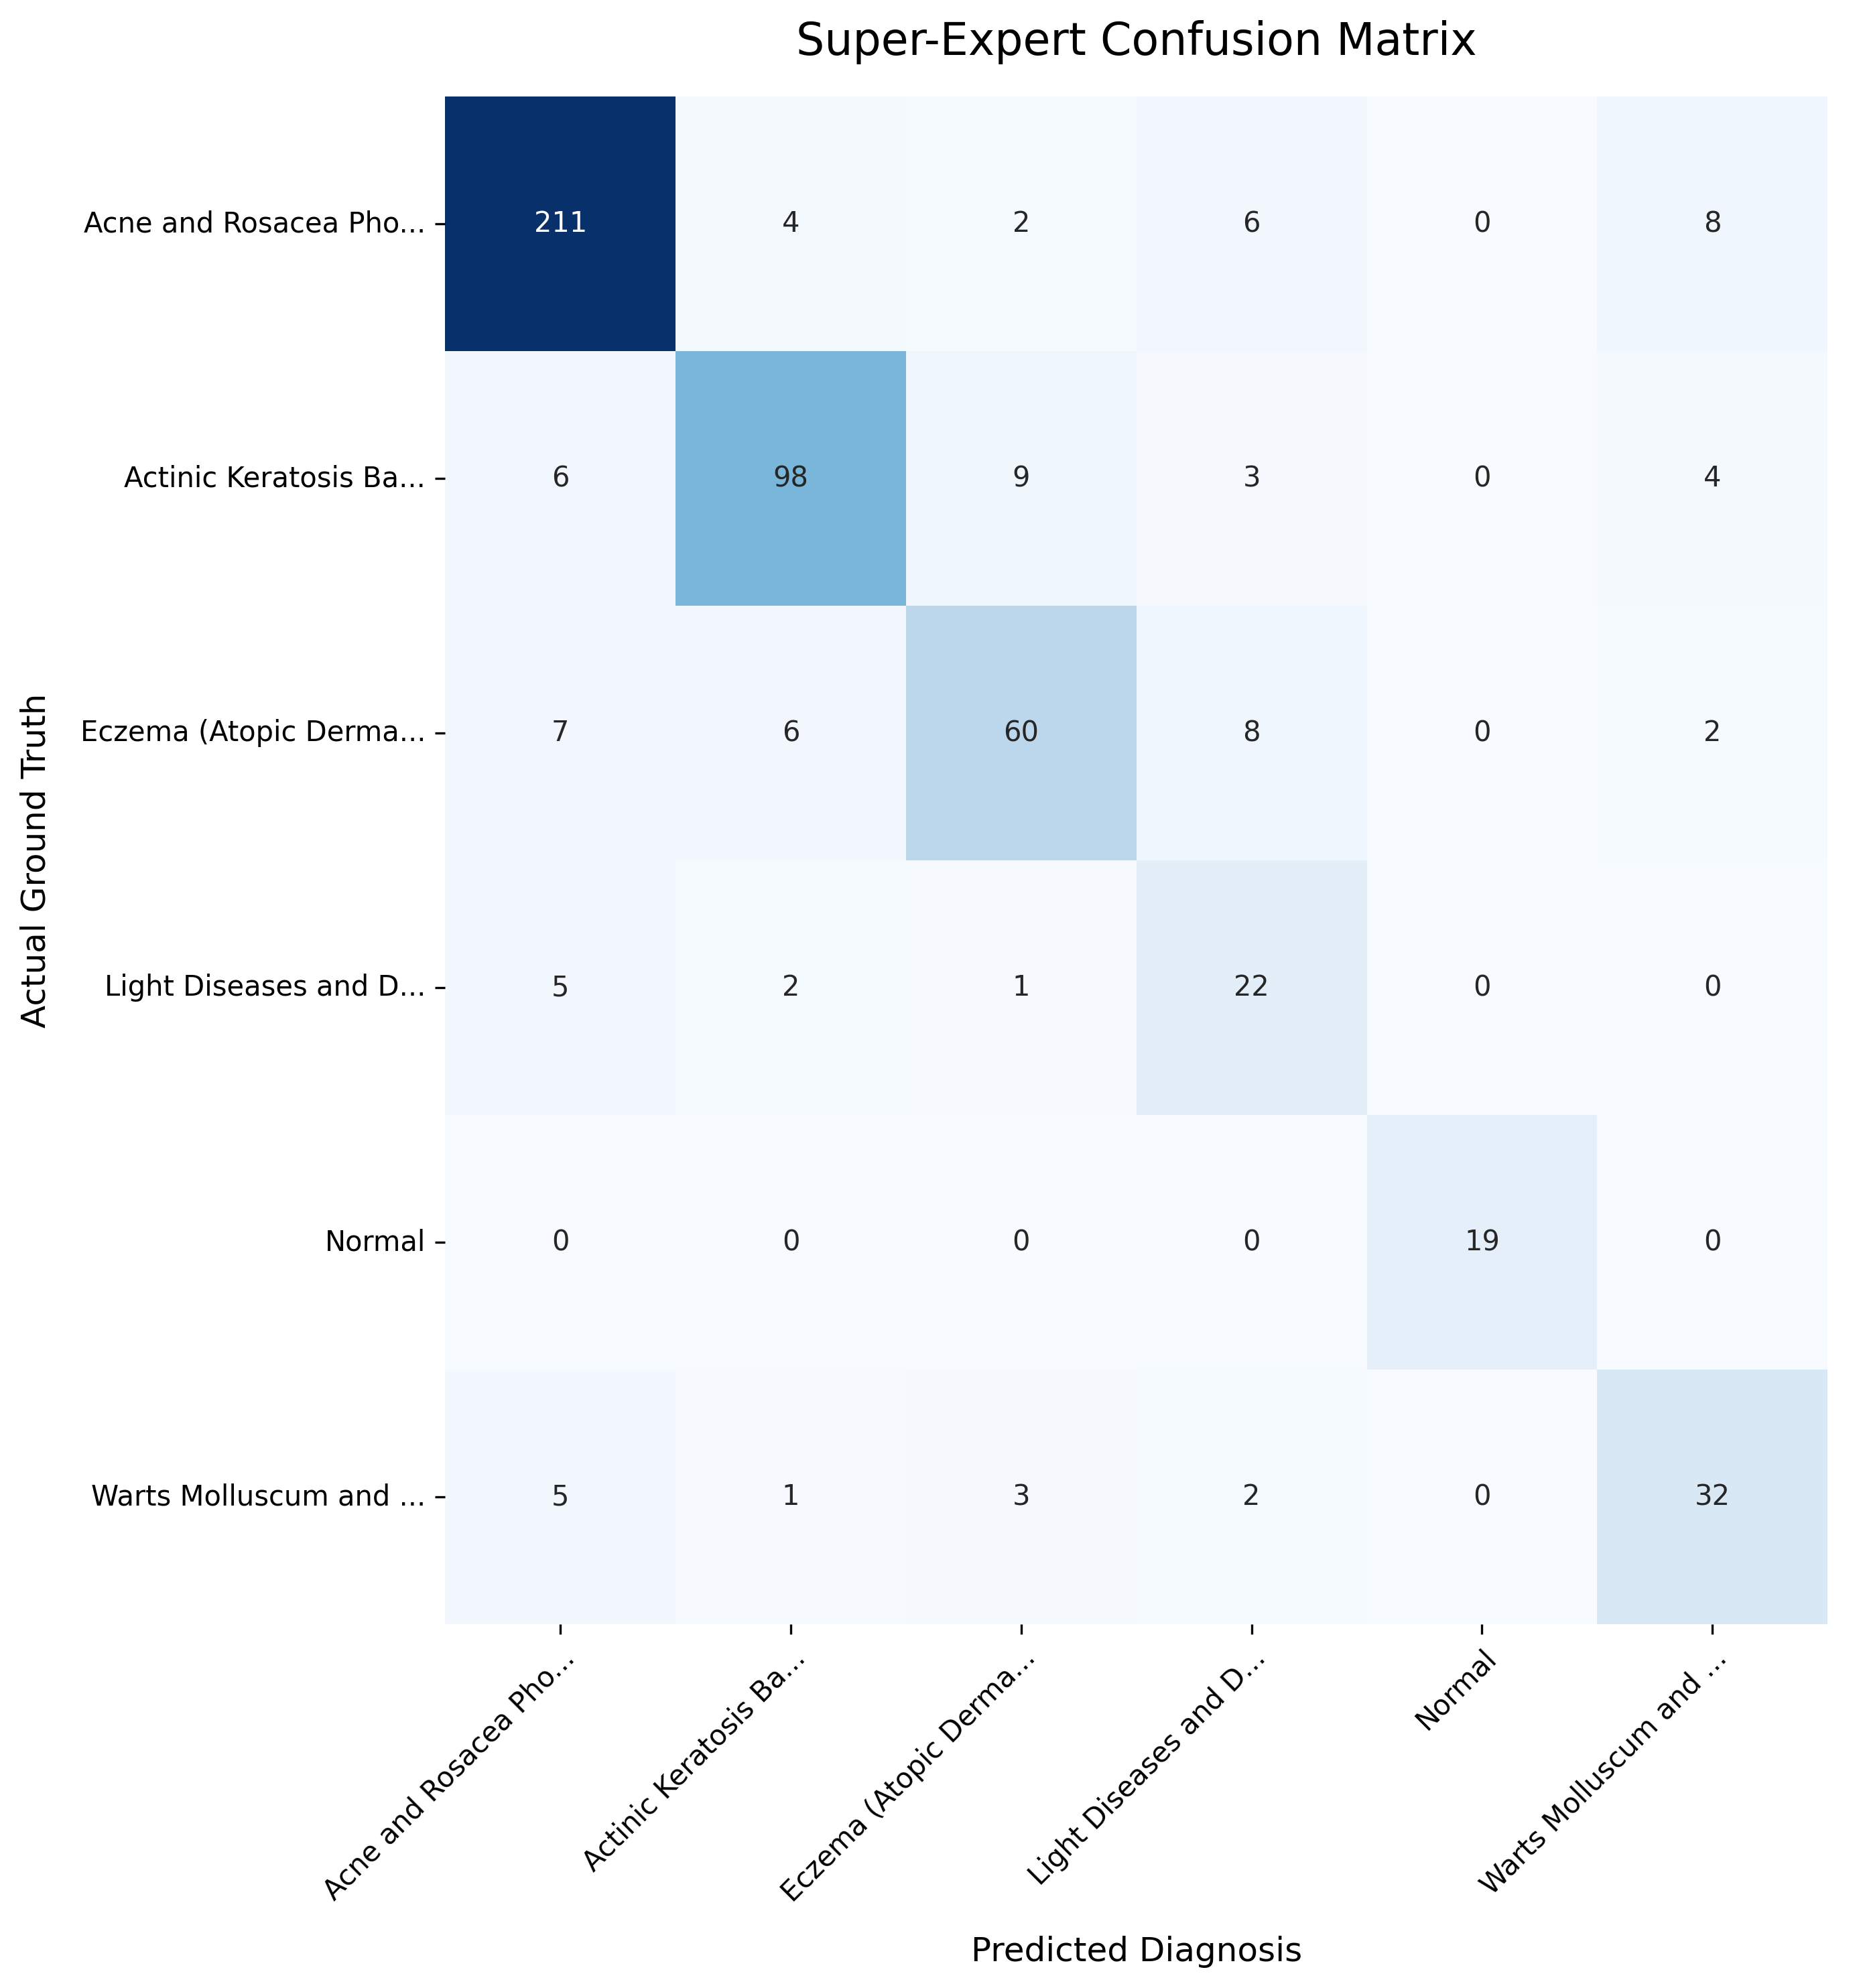 Super-Expert Confusion Matrix
Actual Ground Truth
Acne and Rosacea Pho... 211 4 2 6 0 8
Actinic Keratosis Ba... 6 98 9 3 0 4
Eczema (Atopic Derma... 7 6 60 8 0 2
Light Diseases and D... 5 2 1 22 0 0
Normal 0 0 0 0 19 0
Warts Molluscum and ... 5 1 3 2 0 32
Acne and Rosacea Pho...
Actinic Keratosis Ba...
Eczema (Atopic Derma...
Light Diseases and D...
Normal
Warts Molluscum and ...
Predicted Diagnosis